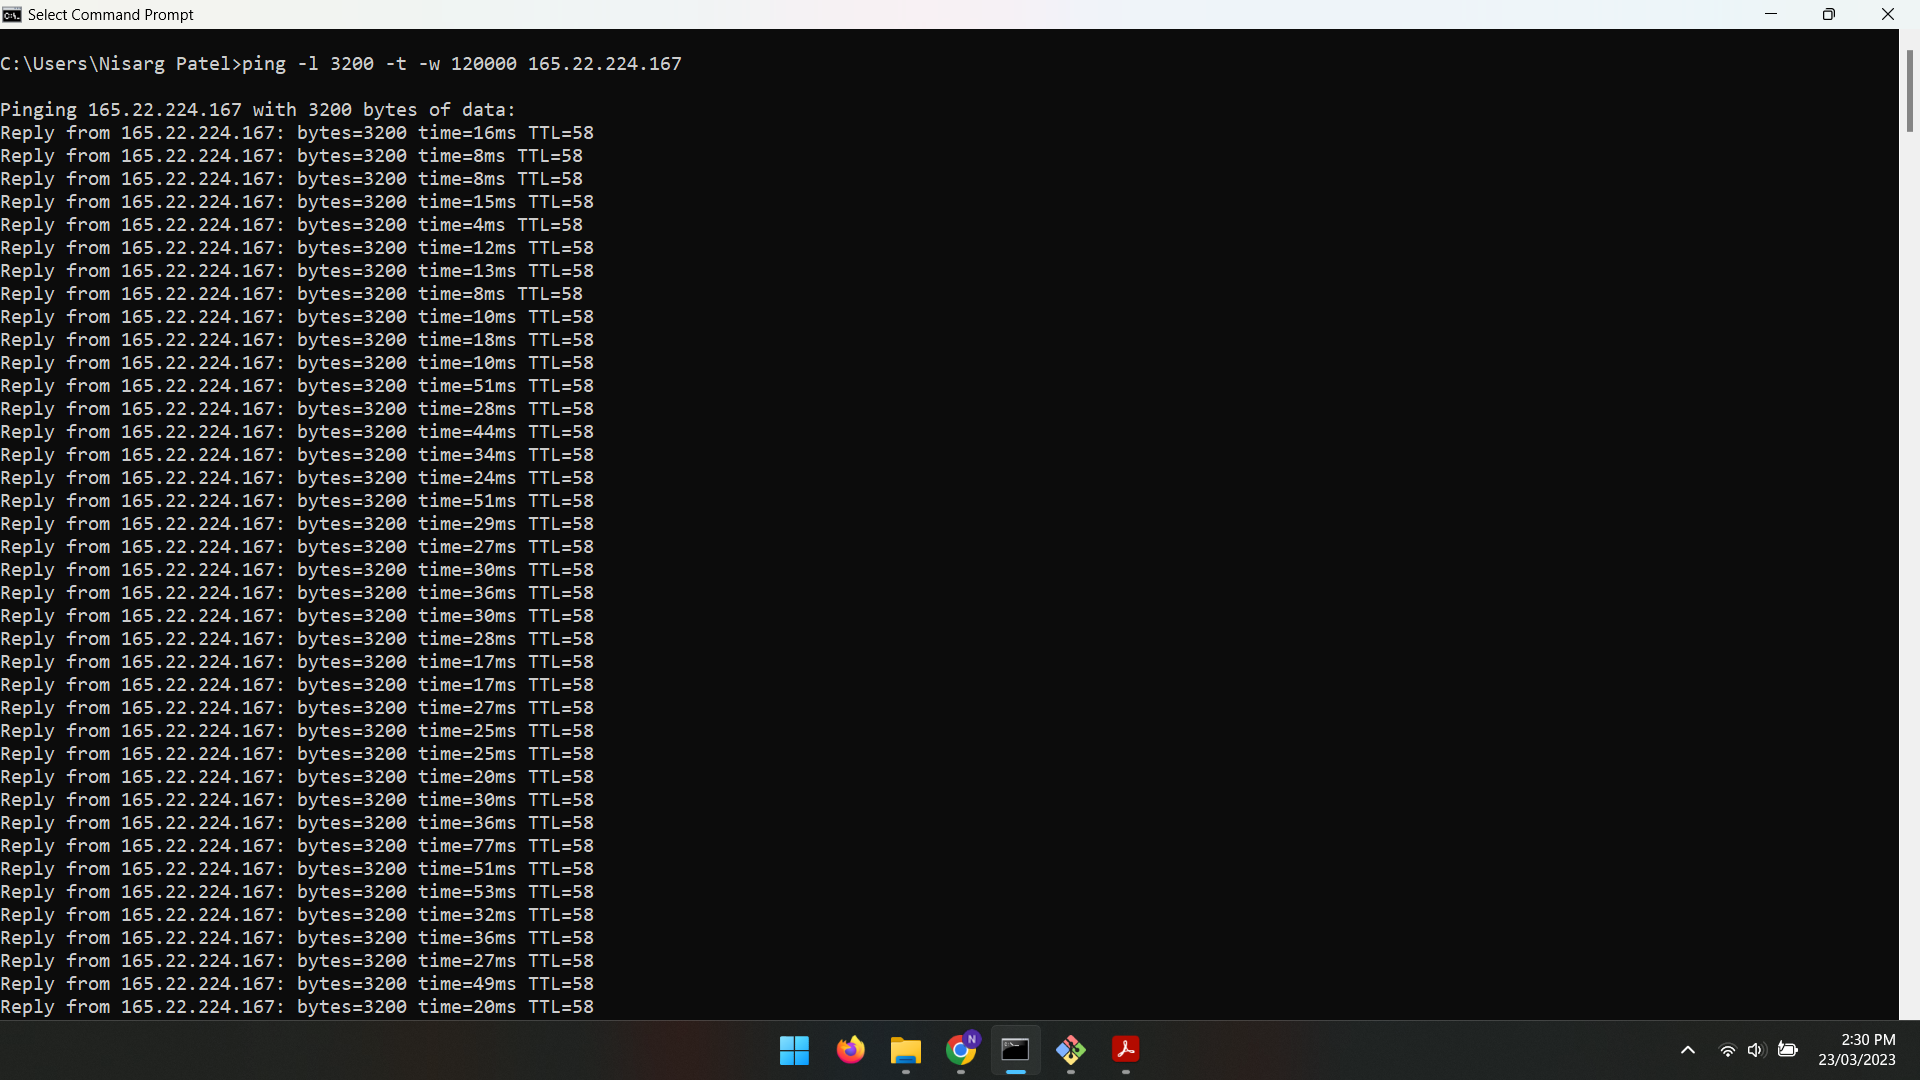 Select Command Prompt
C:\Users\Nisarg Patel>ping -l 3200 -t -w 120000 165.22.224.167
Pinging 165.22.224.167 with 3200 bytes of data:
Reply from 165.22.224.167: bytes=3200 time=16ms TTL=58
Reply from 165.22.224.167: bytes=3200 time=8ms TTL=58
Reply from 165.22.224.167: bytes=3200 time=8ms TTL=58
Reply from 165.22.224.167: bytes=3200 time=15ms TTL=58
Reply from 165.22.224.167: bytes=3200 time=4ms TTL=58
Reply from 165.22.224.167: bytes=3200 time=12ms TTL=58
Reply from 165.22.224.167: bytes=3200 time=13ms TTL=58
Reply from 165.22.224.167: bytes=3200 time=8ms TTL=58
Reply from 165.22.224.167: bytes=3200 time=10ms TTL=58
Reply from 165.22.224.167: bytes=3200 time=18ms TTL=58
Reply from 165.22.224.167: bytes=3200 time=10ms TTL=58
Reply from 165.22.224.167: bytes=3200 time=51ms TTL=58
Reply from 165.22.224.167: bytes=3200 time=28ms TTL=58
Reply from 165.22.224.167: bytes=3200 time=44ms TTL=58
Reply from 165.22.224.167: bytes=3200 time=34ms TTL=58
Reply from 165.22.224.167: bytes=3200 time=24ms TTL=58
Reply from 165.22.224.167: bytes=3200 time=51ms TTL=58
Reply from 165.22.224.167: bytes=3200 time=29ms TTL=58
Reply from 165.22.224.167: bytes=3200 time=27ms TTL=58
Reply from 165.22.224.167: bytes=3200 time=30ms TTL=58
Reply from 165.22.224.167: bytes=3200 time=36ms TTL=58
Reply from 165.22.224.167: bytes=3200 time=30ms TTL=58
Reply from 165.22.224.167: bytes=3200 time=28ms TTL=58
Reply from 165.22.224.167: bytes=3200 time=17ms TTL=58
Reply from 165.22.224.167: bytes=3200 time=17ms TTL=58
Reply from 165.22.224.167: bytes=3200 time=27ms TTL=58
Reply from 165.22.224.167: bytes=3200 time=25ms TTL=58
Reply from 165.22.224.167: bytes=3200 time=25ms TTL=58
Reply from 165.22.224.167: bytes=3200 time=20ms TTL=58
Reply from 165.22.224.167: bytes=3200 time=30ms TTL=58
Reply from 165.22.224.167: bytes=3200 time=36ms TTL=58
Reply from 165.22.224.167: bytes=3200 time=77ms TTL=58
Reply from 165.22.224.167: bytes=3200 time=51ms TTL=58
Reply from 165.22.224.167: bytes=3200 time=53ms TTL=58
Reply from 165.22.224.167: bytes=3200 time=32ms TTL=58
Reply from 165.22.224.167: bytes=3200 time=36ms TTL=58
Reply from 165.22.224.167: bytes=3200 time=27ms TTL=58
Reply from 165.22.224.167: bytes=3200 time=49ms TTL=58
Reply from 165.22.224.167: bytes=3200 time=20ms TTL=58
N
2:30 PM
23/03/2023